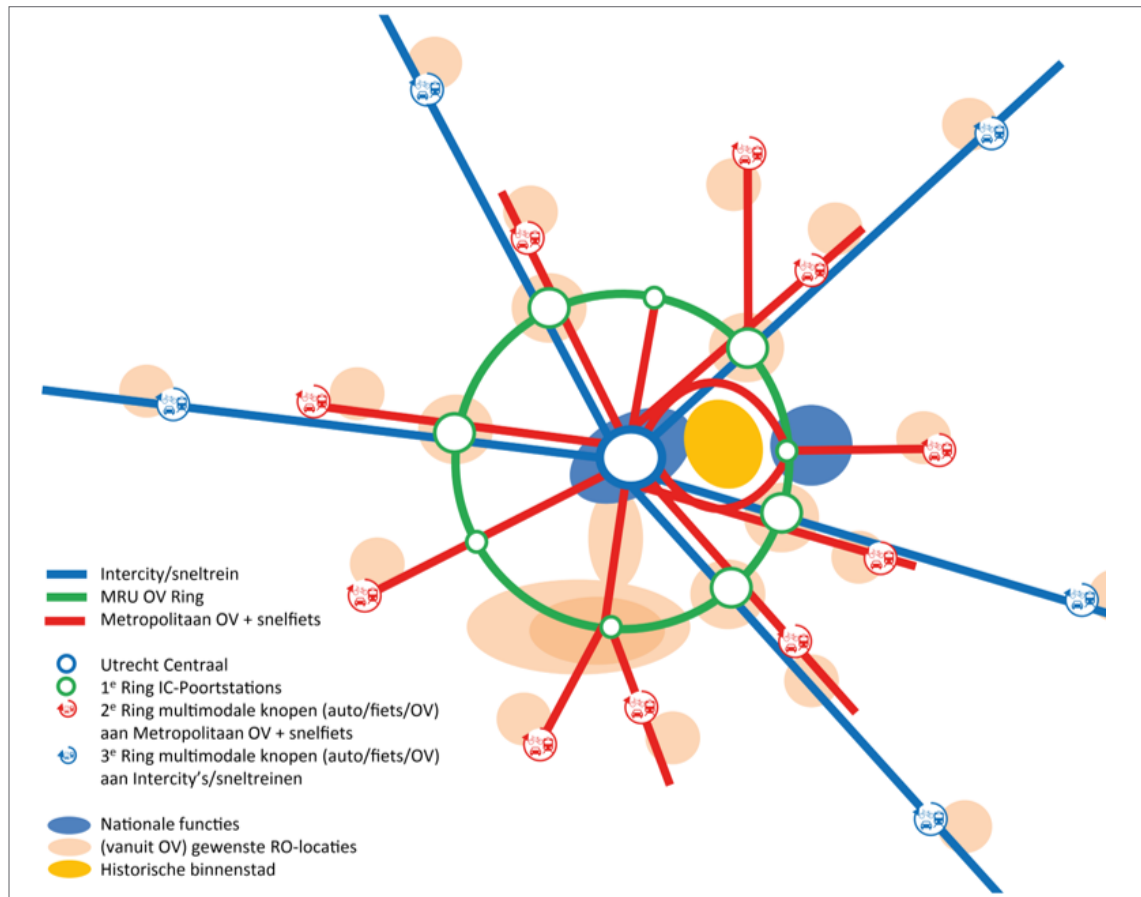 Intercity/sneltrein
MRU OV Ring
Metropolitaan OV + snelfiets
Utrecht Centraal
1e Ring IC-Poortstations
2e Ring multimodale knopen (auto/fiets/OV)
aan Metropolitaan OV + snelfiets
3e Ring multimodale knopen (auto/fiets/OV)
aan Intercity's/sneltreinen
Nationale functies
(vanuit OV) gewenste RO-locaties
Historische binnenstad